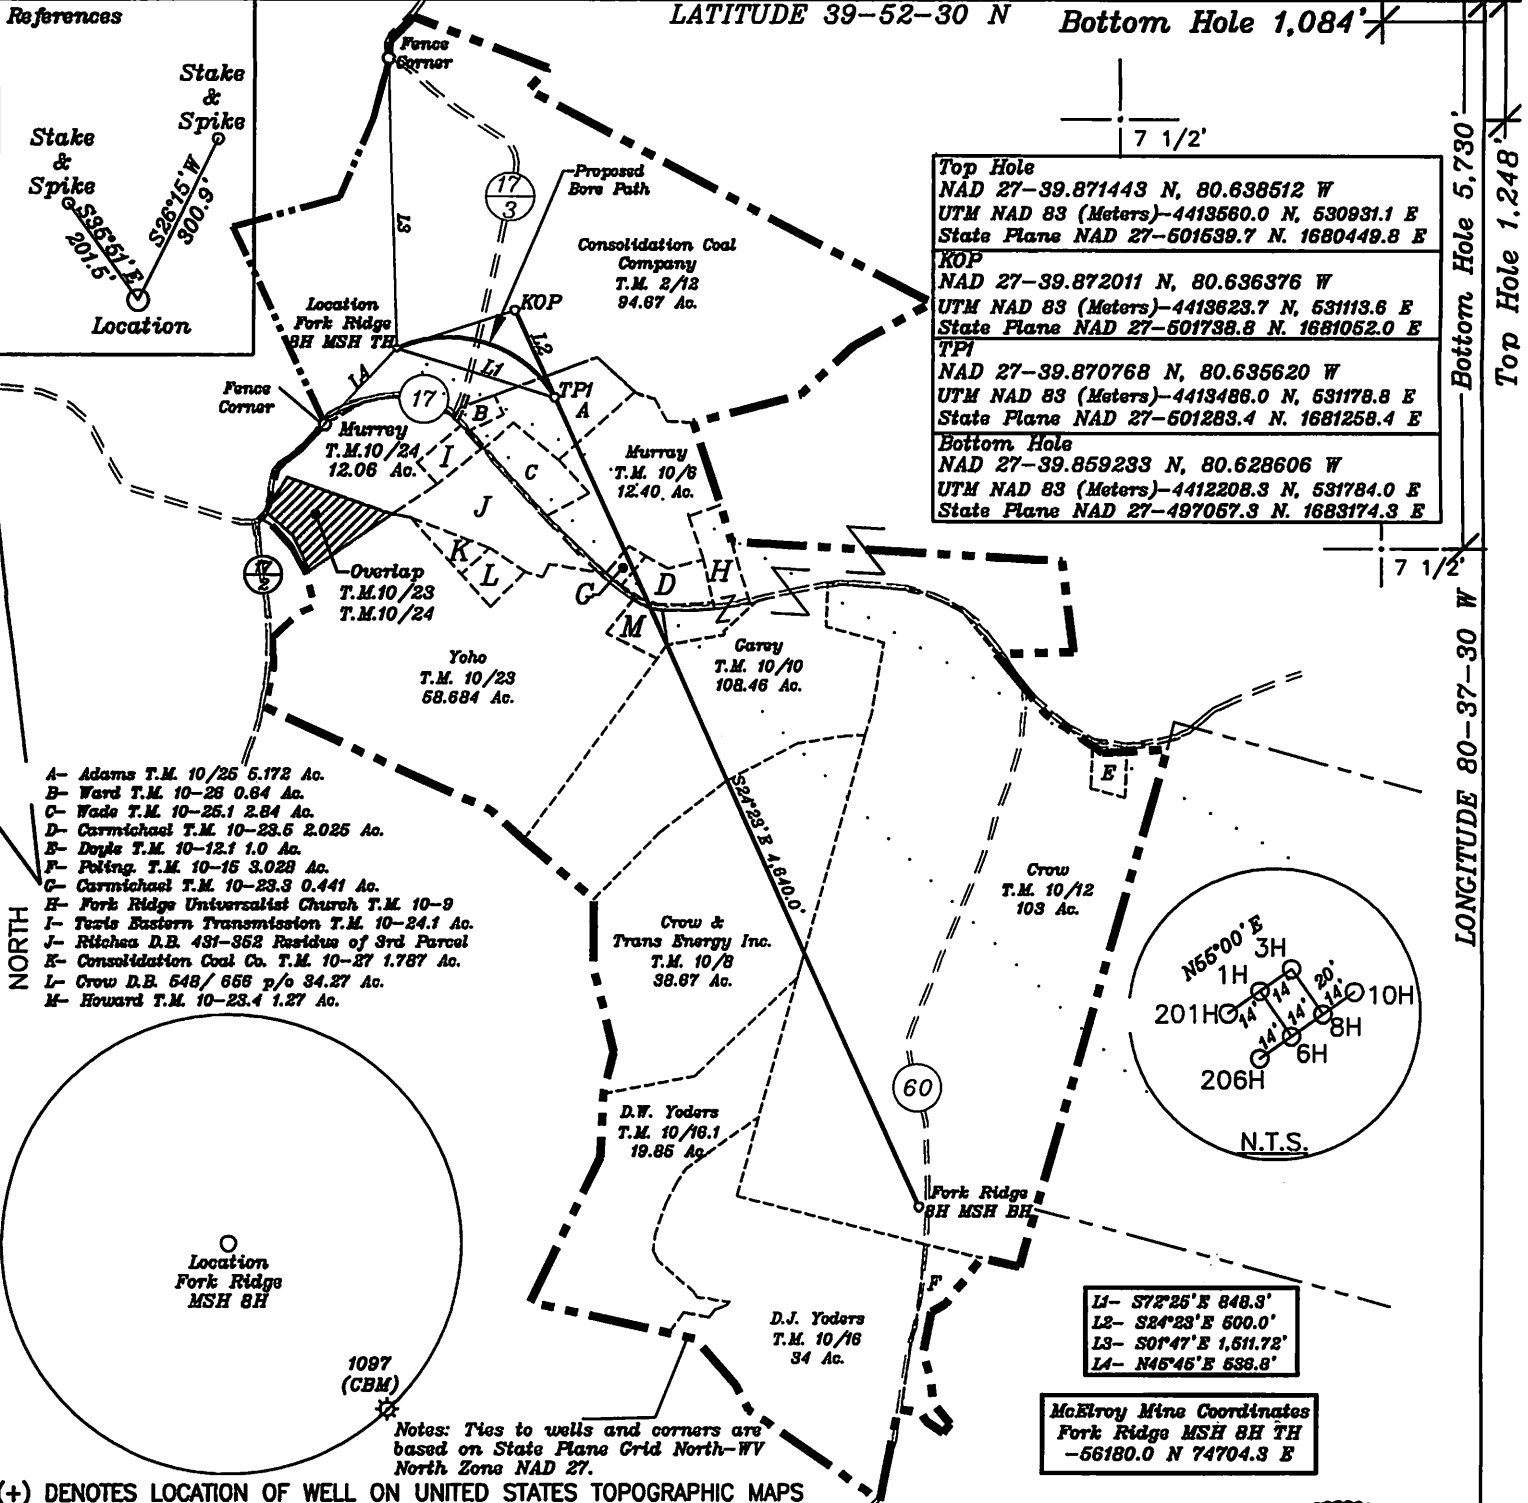 References
LATITUDE 39-52-30 N
Bottom Hole 1,084'
Stake
&
Spike
Stake
&
Spike
S35°51'E
201.5'
S26°15'W
300.9'
Location
Fence
Corner
17
3
Proposed
Bore Path
L3
Consolidation Coal
Company
T.M. 2/12
94.67 Ac.
7 1/2'
Top Hole
NAD 27-39.871443 N, 80.638512 W
UTM NAD 83 (Meters)-4413560.0 N, 530931.1 E
State Plane NAD 27-501539.7 N. 1680449.8 E
KOP
NAD 27-39.872011 N, 80.636376 W
UTM NAD 83 (Meters)-4413623.7 N, 531113.6 E
State Plane NAD 27-501738.8 N. 1681052.0 E
TP1
NAD 27-39.870768 N, 80.635620 W
UTM NAD 83 (Meters)-4413486.0 N, 531178.8 E
State Plane NAD 27-501283.4 N. 1681258.4 E
Bottom Hole
NAD 27-39.859233 N, 80.628606 W
UTM NAD 83 (Meters)-4412208.3 N, 531784.0 E
State Plane NAD 27-497057.3 N. 1683174.3 E
Bottom Hole 5,730'
Top Hole 1,248'
7 1/2'
LONGITUDE 80-37-30 W
Location
Fork Ridge
8H MSH TH
KOP
L2
L1
L4
TP1
A
17
B
Fence
Corner
Murrey
T.M.10/24
12.06 Ac.
I
C
Murray
T.M. 10/6
12.40 Ac.
J
K
L
G
D
H
M
17
2
Overlap
T.M.10/23
T.M.10/24
Yoho
T.M. 10/23
58.684 Ac.
Garey
T.M. 10/10
108.46 Ac.
E
S24°23'E 4,640.0'
A- Adams T.M. 10/25 5.172 Ac.
B- Ward T.M. 10-26 0.64 Ac.
C- Wade T.M. 10-25.1 2.84 Ac.
D- Carmichael T.M. 10-23.5 2.025 Ac.
E- Doyle T.M. 10-12.1 1.0 Ac.
F- Poling. T.M. 10-15 3.028 Ac.
G- Carmichael T.M. 10-23.3 0.441 Ac.
H- Fork Ridge Universalist Church T.M. 10-9
I- Texis Eastern Transmission T.M. 10-24.1 Ac.
J- Ritchea D.B. 431-352 Residue of 3rd Parcel
K- Consolidation Coal Co. T.M. 10-27 1.787 Ac.
L- Crow D.B. 548/ 656 p/o 34.27 Ac.
M- Howard T.M. 10-23.4 1.27 Ac.
NORTH
Crow
T.M. 10/12
103 Ac.
Crow &
Trans Energy Inc.
T.M. 10/8
38.67 Ac.
N55°00'E
3H
1H
20'
14'
14'
10H
201H
14'
14'
8H
14'
6H
206H
N.T.S.
60
D.W. Yoders
T.M. 10/16.1
19.85 Ac
Fork Ridge
8H MSH BH
Location
Fork Ridge
MSH 8H
1097
(CBM)
F
D.J. Yoders
T.M. 10/16
34 Ac.
L1- S72°25'E 848.3'
L2- S24°23'E 500.0'
L3- S01°47'E 1,511.72'
L4- N45°45'E 538.8'
McElroy Mine Coordinates
Fork Ridge MSH 8H TH
-56180.0 N 74704.3 E
Notes: Ties to wells and corners are
based on State Plane Grid North-WV
North Zone NAD 27.
(+) DENOTES LOCATION OF WELL ON UNITED STATES TOPOGRAPHIC MAPS